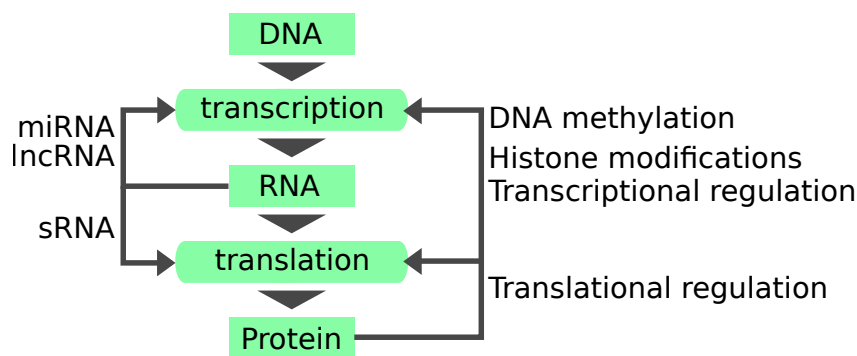 DNA
transcription
miRNA
lncRNA
DNA methylation
Histone modifications
RNA
Transcriptional regulation
sRNA
translation
Translational regulation
Protein